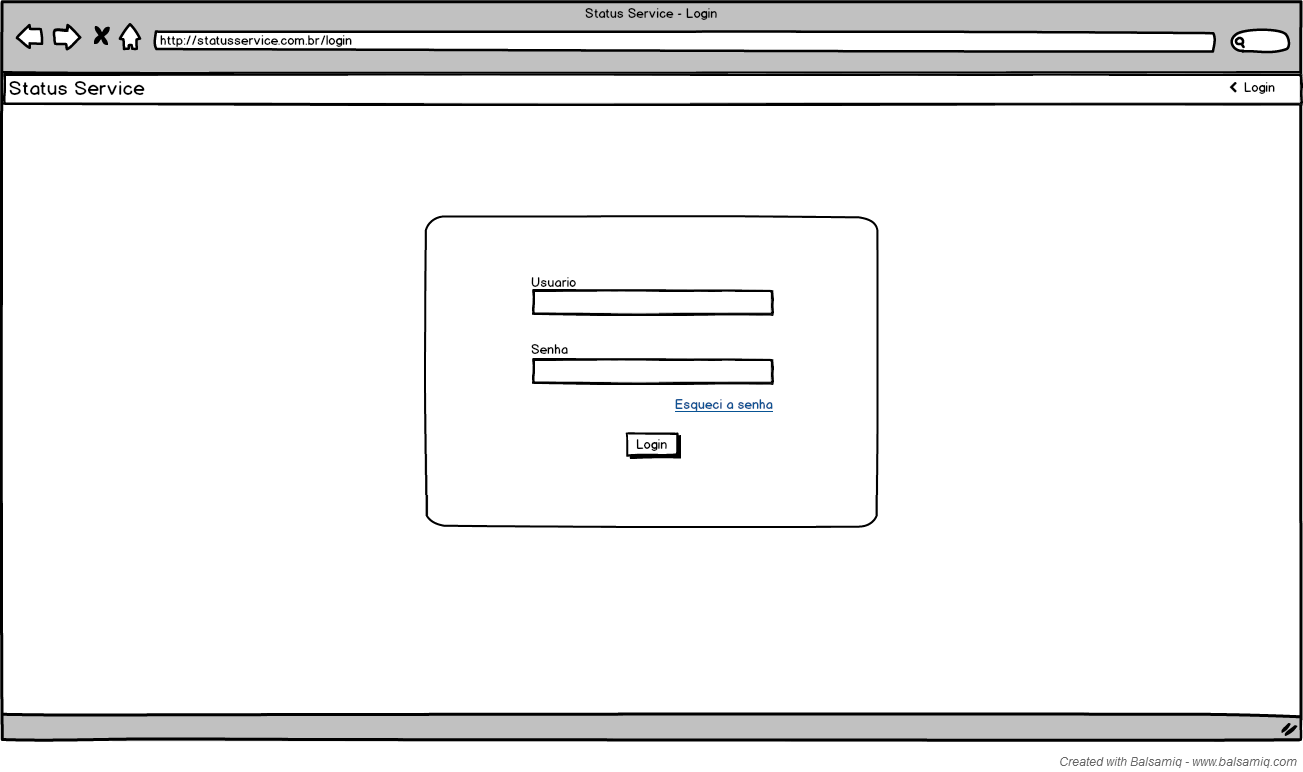 Status Service - Login
http://statusservice.com.br/login
Status Service
Login
Usuario
Senha
Esqueci a senha
Login
Created with Balsamiq - www.balsamiq.com